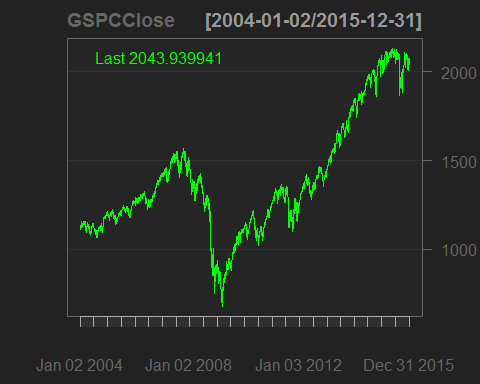 GSPCClose [2004-01-02/2015-12-31]
Last 2043.939941
2000
1500
1000
Jan 02 2004 Jan 02 2008 Jan 03 2012 Dec 31 2015